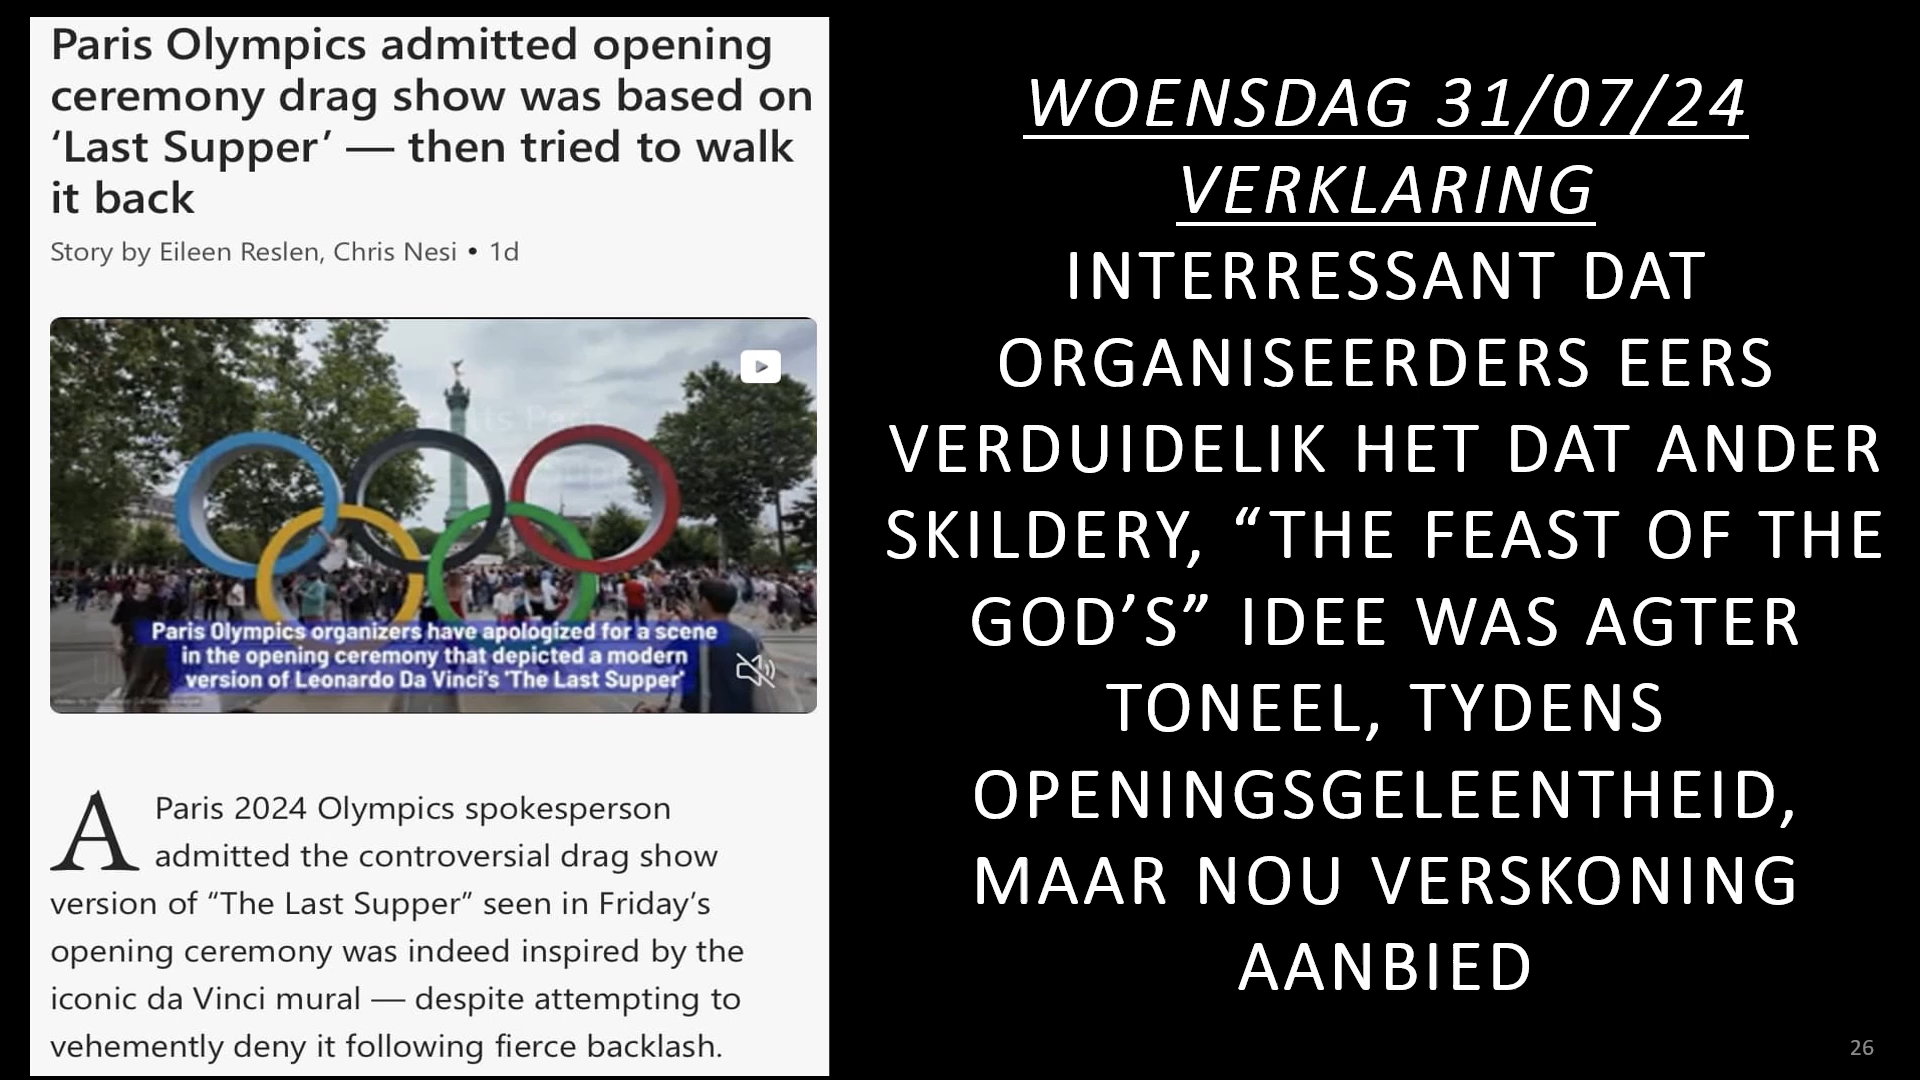 Paris Olympics admitted opening
ceremony drag show was based on
‘Last Supper’ — then tried to walk
it back
Story by Eileen Reslen, Chris Nesi • 1d
Paris Olympics organizers have apologized for a scene
in the opening ceremony that depicted a modern
version of Leonardo Da Vinci's 'The Last Supper'
A Paris 2024 Olympics spokesperson
admitted the controversial drag show
version of “The Last Supper” seen in Friday’s
opening ceremony was indeed inspired by the
iconic da Vinci mural — despite attempting to
vehemently deny it following fierce backlash.
WOENSDAG 31/07/24
VERKLARING
INTERRESSANT DAT
ORGANISEERDERS EERS
VERDUIDELIK HET DAT ANDER
SKILDERY, “THE FEAST OF THE
GOD’S” IDEE WAS AGTER
TONEEL, TYDENS
OPENINGSGELEENTHEID,
MAAR NOU VERSKONING
AANBIED
26